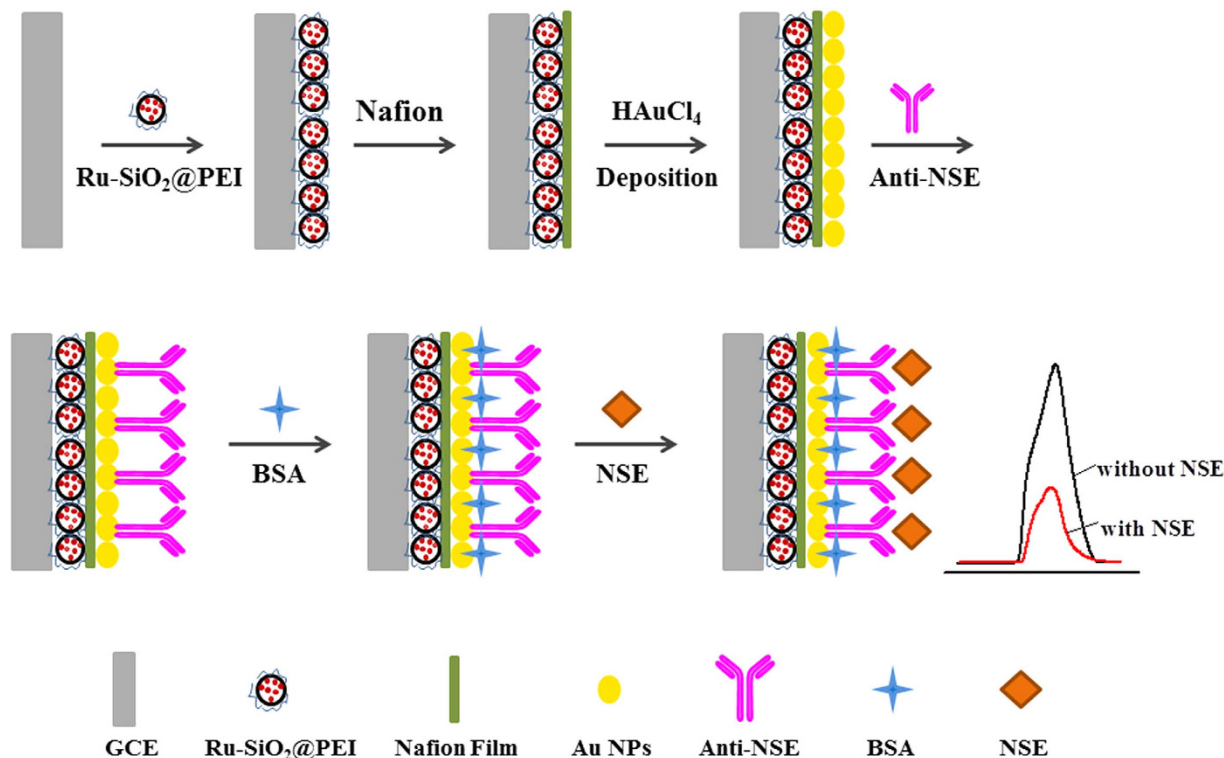 Ru-SiO₂@PEI
Nafion
HAuCl₄
Deposition
Anti-NSE
BSA
NSE
without NSE
with NSE
GCE
Ru-SiO₂@PEI
Nafion Film
Au NPs
Anti-NSE
BSA
NSE